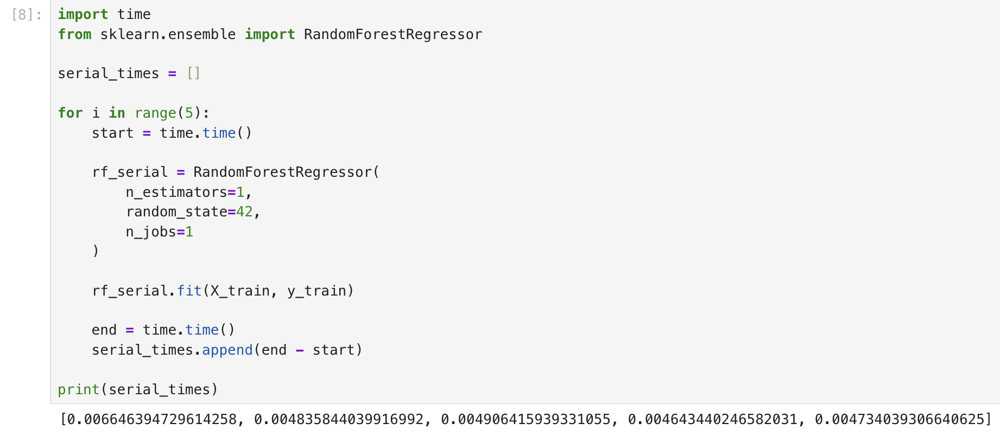 [8]:
import time
from sklearn.ensemble import RandomForestRegressor
serial_times = []
for i in range(5):
    start = time.time()
    rf_serial = RandomForestRegressor(
        n_estimators=1,
        random_state=42,
        n_jobs=1
    )
    rf_serial.fit(X_train, y_train)
    end = time.time()
    serial_times.append(end - start)
print(serial_times)
[0.006646394729614258, 0.004835844039916992, 0.004906415939331055, 0.004643440246582031, 0.004734039306640625]